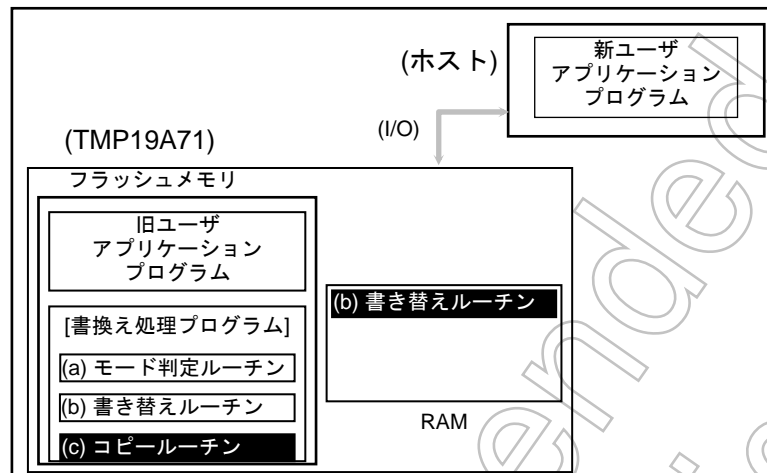 (ホスト)
新ユーザ
アプリケーション
プログラム
(I/O)
(TMP19A71)
フラッシュメモリ
旧ユーザ
アプリケーション
プログラム
[書換え処理プログラム]
(a) モード判定ルーチン
(b) 書き替えルーチン
(c) コピールーチン
(b) 書き替えルーチン
RAM